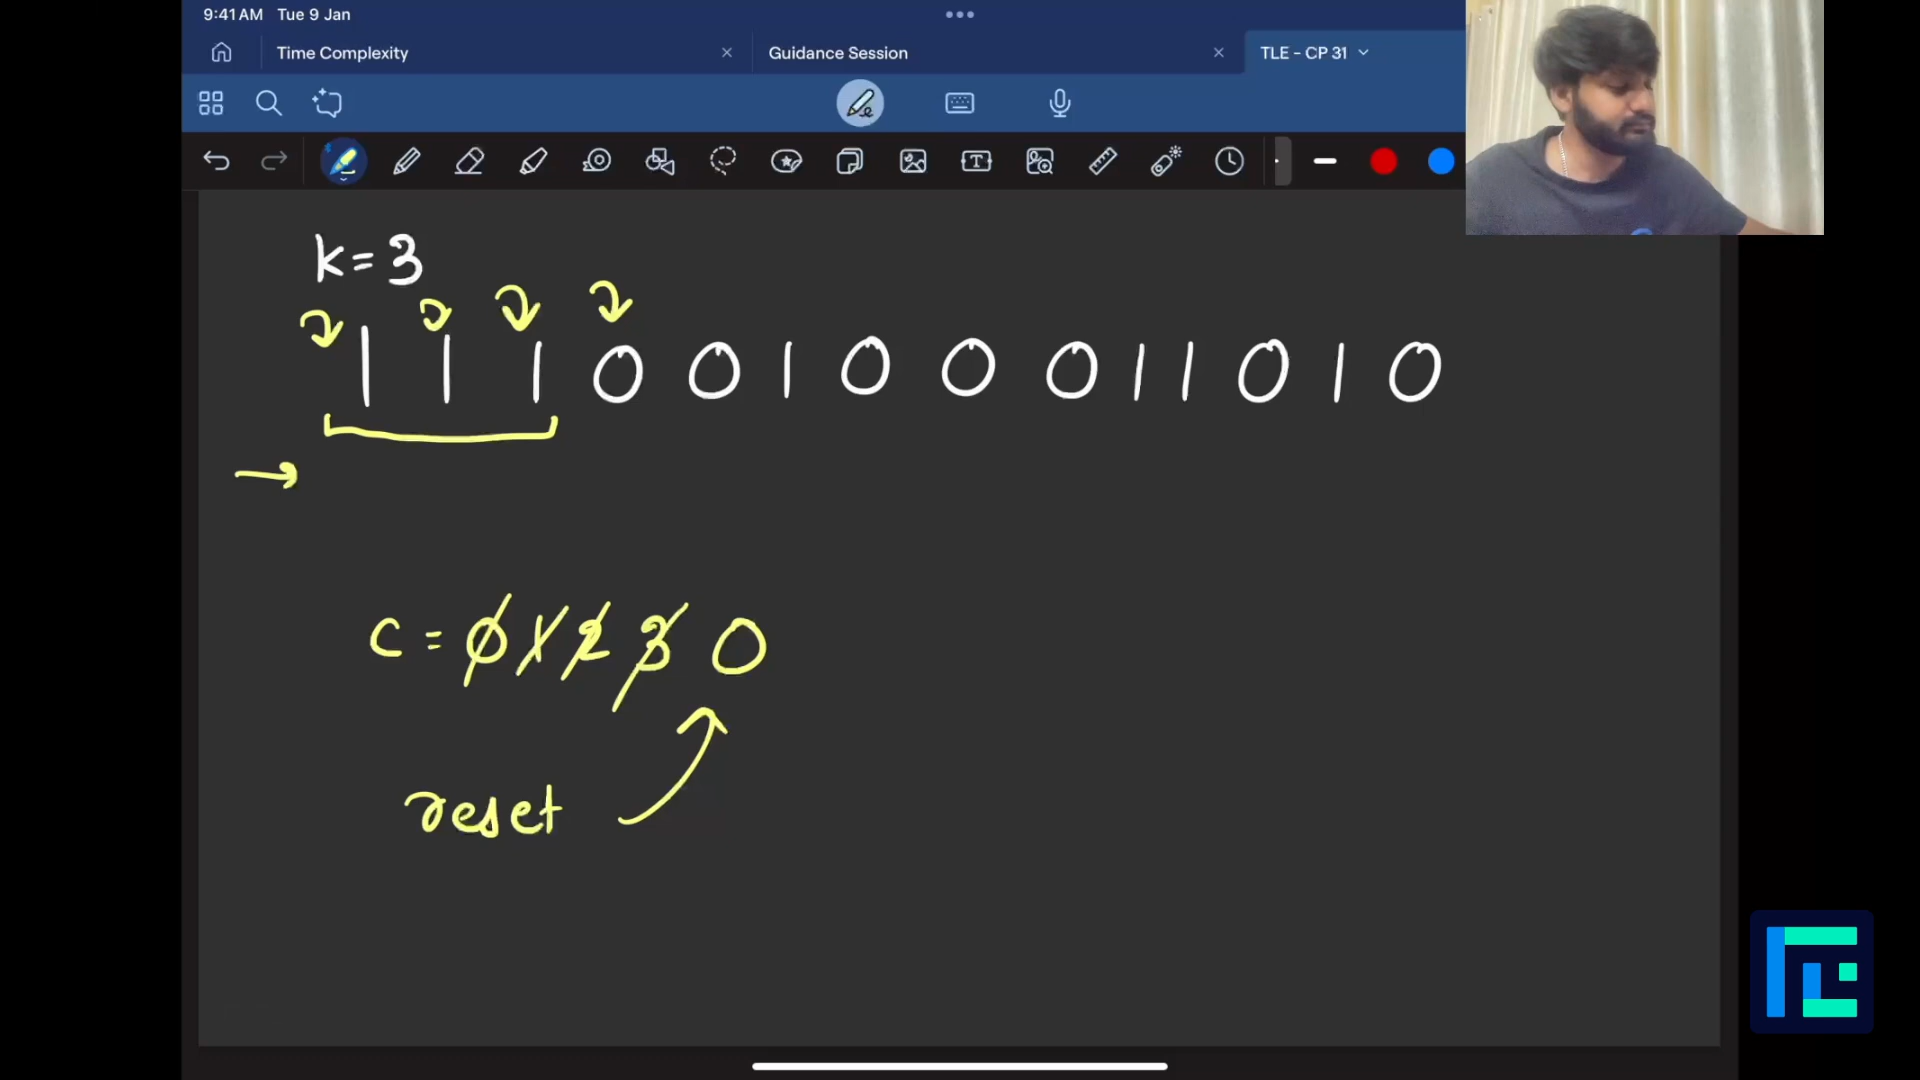 9:41 AM Tue 9 Jan
Time Complexity
Guidance Session
TLE - CP 31
k=3
1 1 1 0 0 1 0 0 0 1 1 0 1 0
c = 0 1 2 3 0
reset